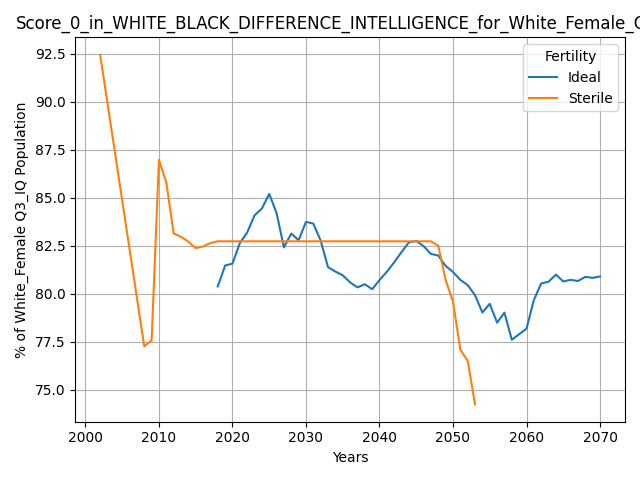 Score_0_in_WHITE_BLACK_DIFFERENCE_INTELLIGENCE_for_White_Female_
Fertility
Ideal
Sterile
92.5
90.0
87.5
85.0
82.5
80.0
77.5
75.0
% of White_Female Q3_IQ Population
2000
2010
2020
2030
2040
2050
2060
2070
Years